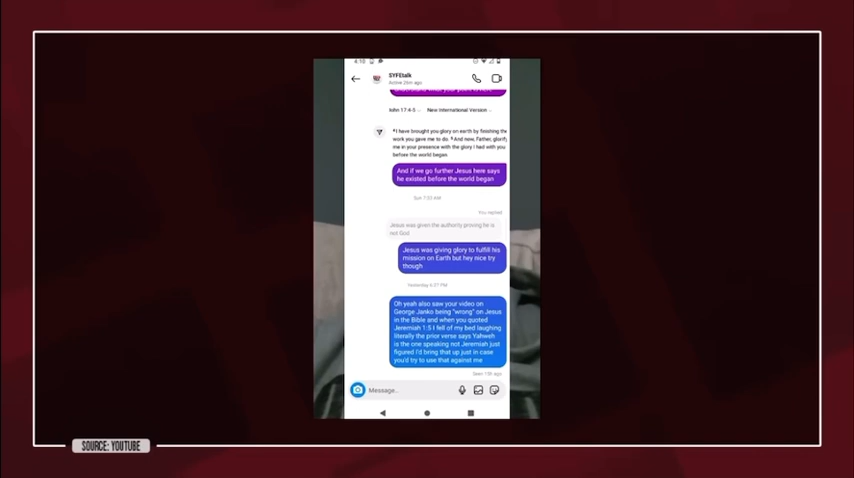 4:18
SYFEtalk
Active 26m ago
John 17:4-5
New International Version
4I have brought you glory on earth by finishing the
work you gave me to do. 5And now, Father, glorify
me in your presence with the glory I had with you
before the world began.
And if we go further Jesus here says
he existed before the world began
Sun 7:03 AM
You replied
Jesus was given the authority proving he is
not God
Jesus was giving glory to fulfill his
mission on Earth but hey nice try
though
Yesterday 6:37 PM
Oh yeah also saw your video on
George Janko being "wrong" on Jesus
in the Bible and when you quoted
Jeremiah 1:5 I fell of my bed laughing
literally the prior verse says Yahweh
is the one speaking not Jeremiah just
figured I'd bring that up just in case
you'd try to use that against me
Seen 15h ago
Message...
SOURCE: YOUTUBE